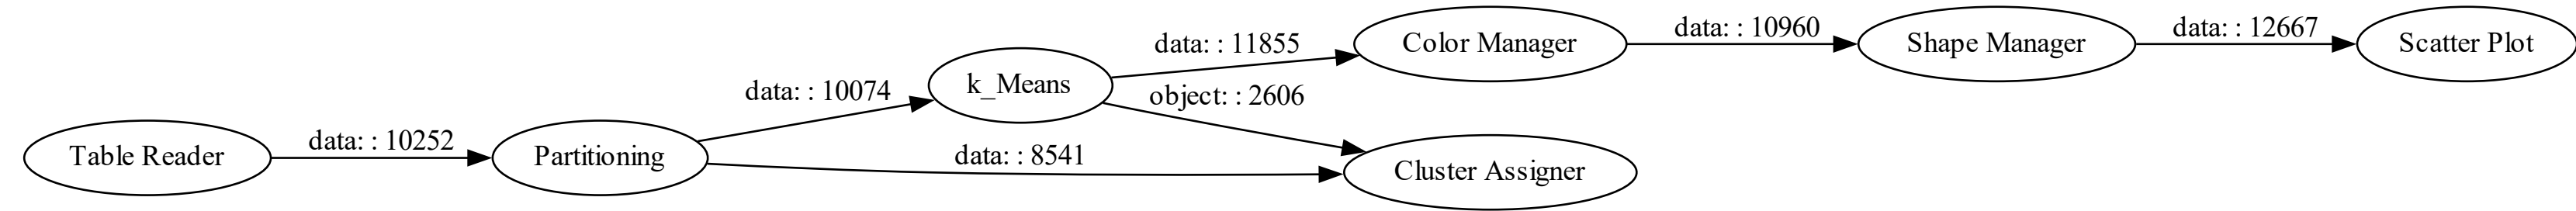 Table Reader
data: : 10252
Partitioning
data: : 10074
data: : 8541
k_Means
data: : 11855
object: : 2606
Color Manager
Cluster Assigner
data: : 10960
Shape Manager
data: : 12667
Scatter Plot